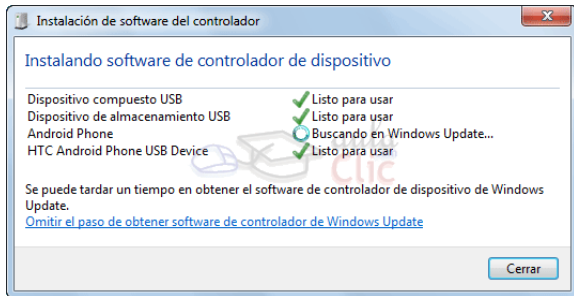 Instalación de software del controlador
Instalando software de controlador de dispositivo
Dispositivo compuesto USB Listo para usar
Dispositivo de almacenamiento USB Listo para usar
Android Phone Buscando en Windows Update...
HTC Android Phone USB Device Listo para usar
aula
Clic
Se puede tardar un tiempo en obtener el software de controlador de dispositivo de Windows
Update.
Omitir el paso de obtener software de controlador de Windows Update
Cerrar